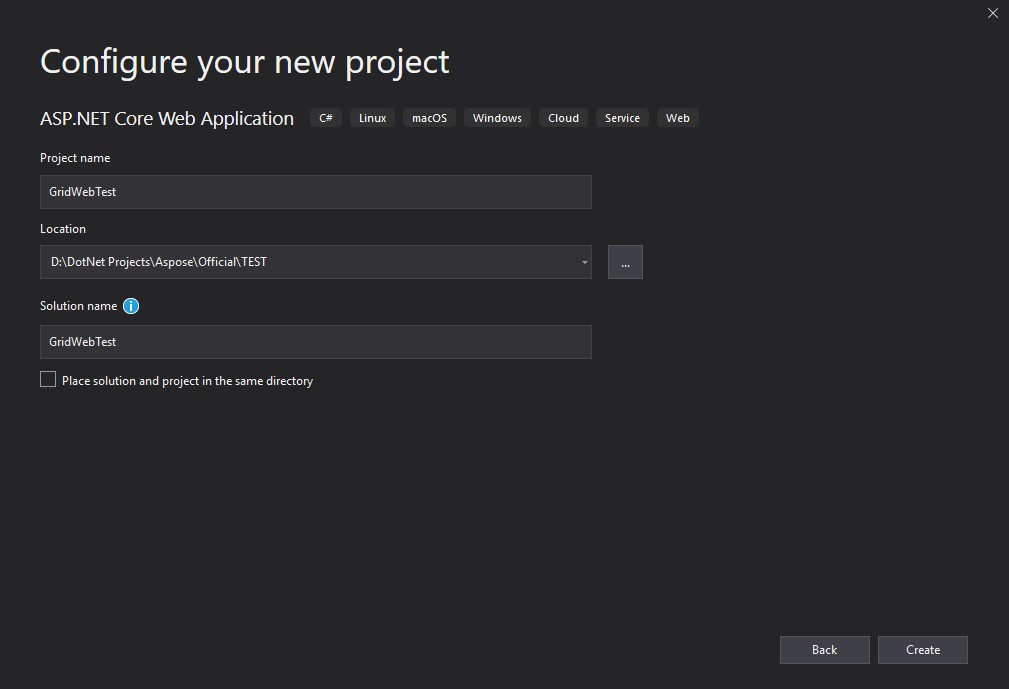 Configure your new project
ASP.NET Core Web Application C# Linux macOS Windows Cloud Service Web
Project name
GridWebTest
Location
D:\DotNet Projects\Aspose\Official\TEST
...
Solution name i
GridWebTest
Place solution and project in the same directory
Back Create